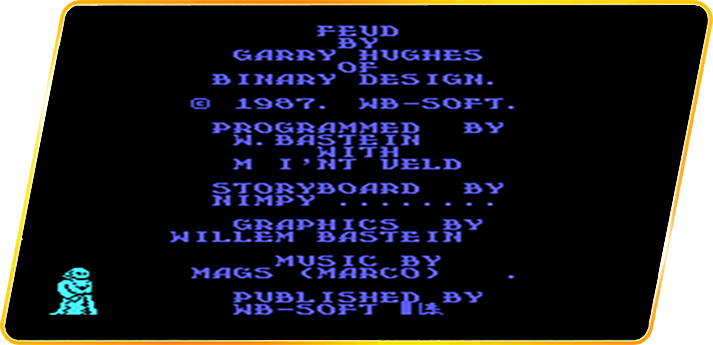 FEUD
BY
GARRY HUGHES
OF
BINARY DESIGN.
© 1987. WB-SOFT.
PROGRAMMED BY
W.BASTEIN
WITH
M I'NT VELD
STORYBOARD BY
NIMPY ........
GRAPHICS BY
WILLEM BASTEIN
MUSIC BY
MAGS (MARCO) .
PUBLISHED BY
WB-SOFT